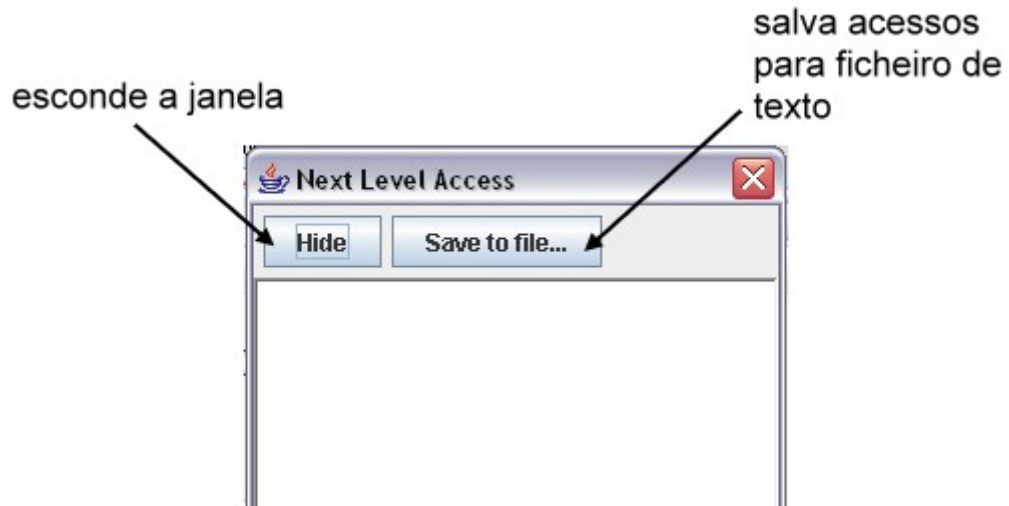 salva acessos
para ficheiro de
texto
esconde a janela
Next Level Access
Hide
Save to file...